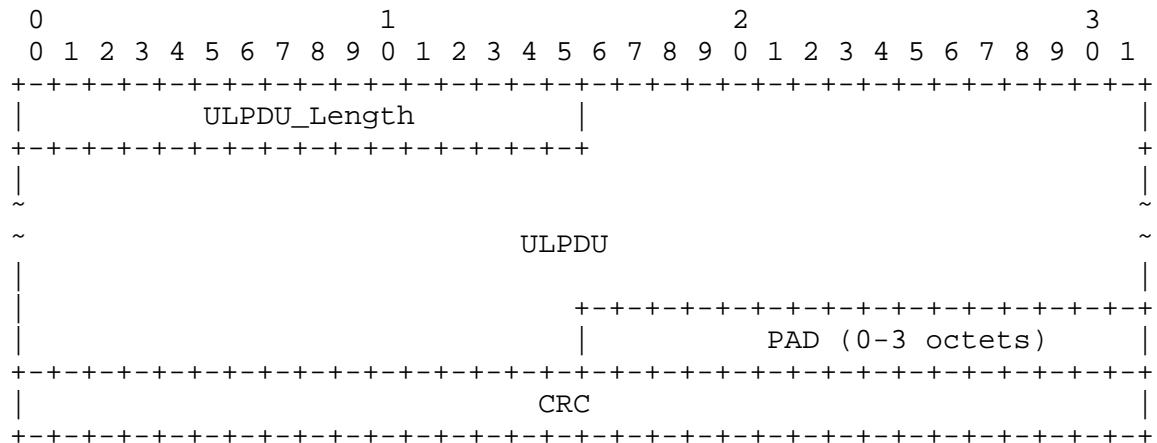 0                   1                   2                   3
 0 1 2 3 4 5 6 7 8 9 0 1 2 3 4 5 6 7 8 9 0 1 2 3 4 5 6 7 8 9 0 1
+-+-+-+-+-+-+-+-+-+-+-+-+-+-+-+-+-+-+-+-+-+-+-+-+-+-+-+-+-+-+-+-+
|          ULPDU_Length         |                               |
+-+-+-+-+-+-+-+-+-+-+-+-+-+-+-+-+                               +
|                                                               |
~                                                               ~
~                            ULPDU                              ~
|                                                               |
|                               +-+-+-+-+-+-+-+-+-+-+-+-+-+-+-+-+
|                               |          PAD (0-3 octets)     |
+-+-+-+-+-+-+-+-+-+-+-+-+-+-+-+-+-+-+-+-+-+-+-+-+-+-+-+-+-+-+-+-+
|                             CRC                               |
+-+-+-+-+-+-+-+-+-+-+-+-+-+-+-+-+-+-+-+-+-+-+-+-+-+-+-+-+-+-+-+-+